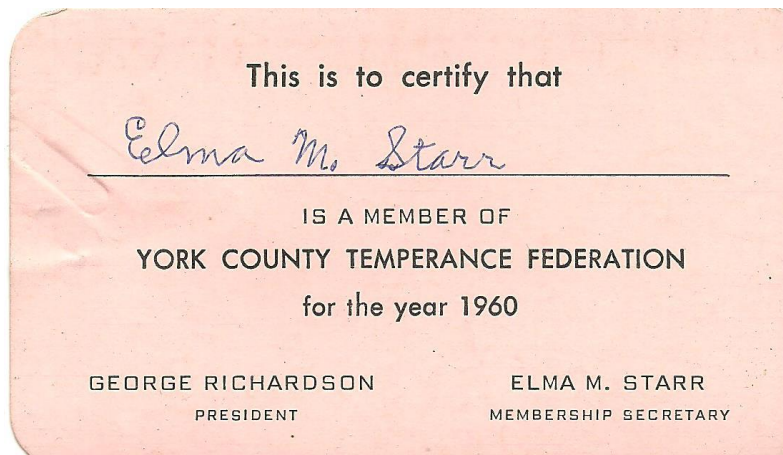 This is to certify that
Elma M. Starr
IS A MEMBER OF
YORK COUNTY TEMPERANCE FEDERATION
for the year 1960
GEORGE RICHARDSON ELMA M. STARR
PRESIDENT MEMBERSHIP SECRETARY